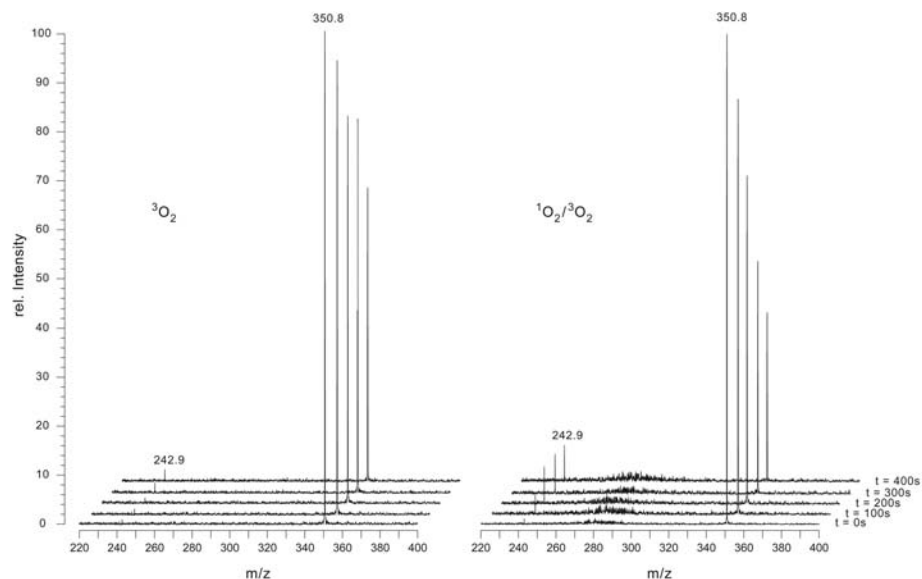 350.8
350.8
100
90
80
70
60
50
40
30
20
10
0
rel. Intensity
³O₂
¹O₂/³O₂
242.9
242.9
t = 400s
t = 300s
t = 200s
t = 100s
t = 0s
220 240 260 280 300 320 340 360 380 400
220 240 260 280 300 320 340 360 380 400
m/z
m/z